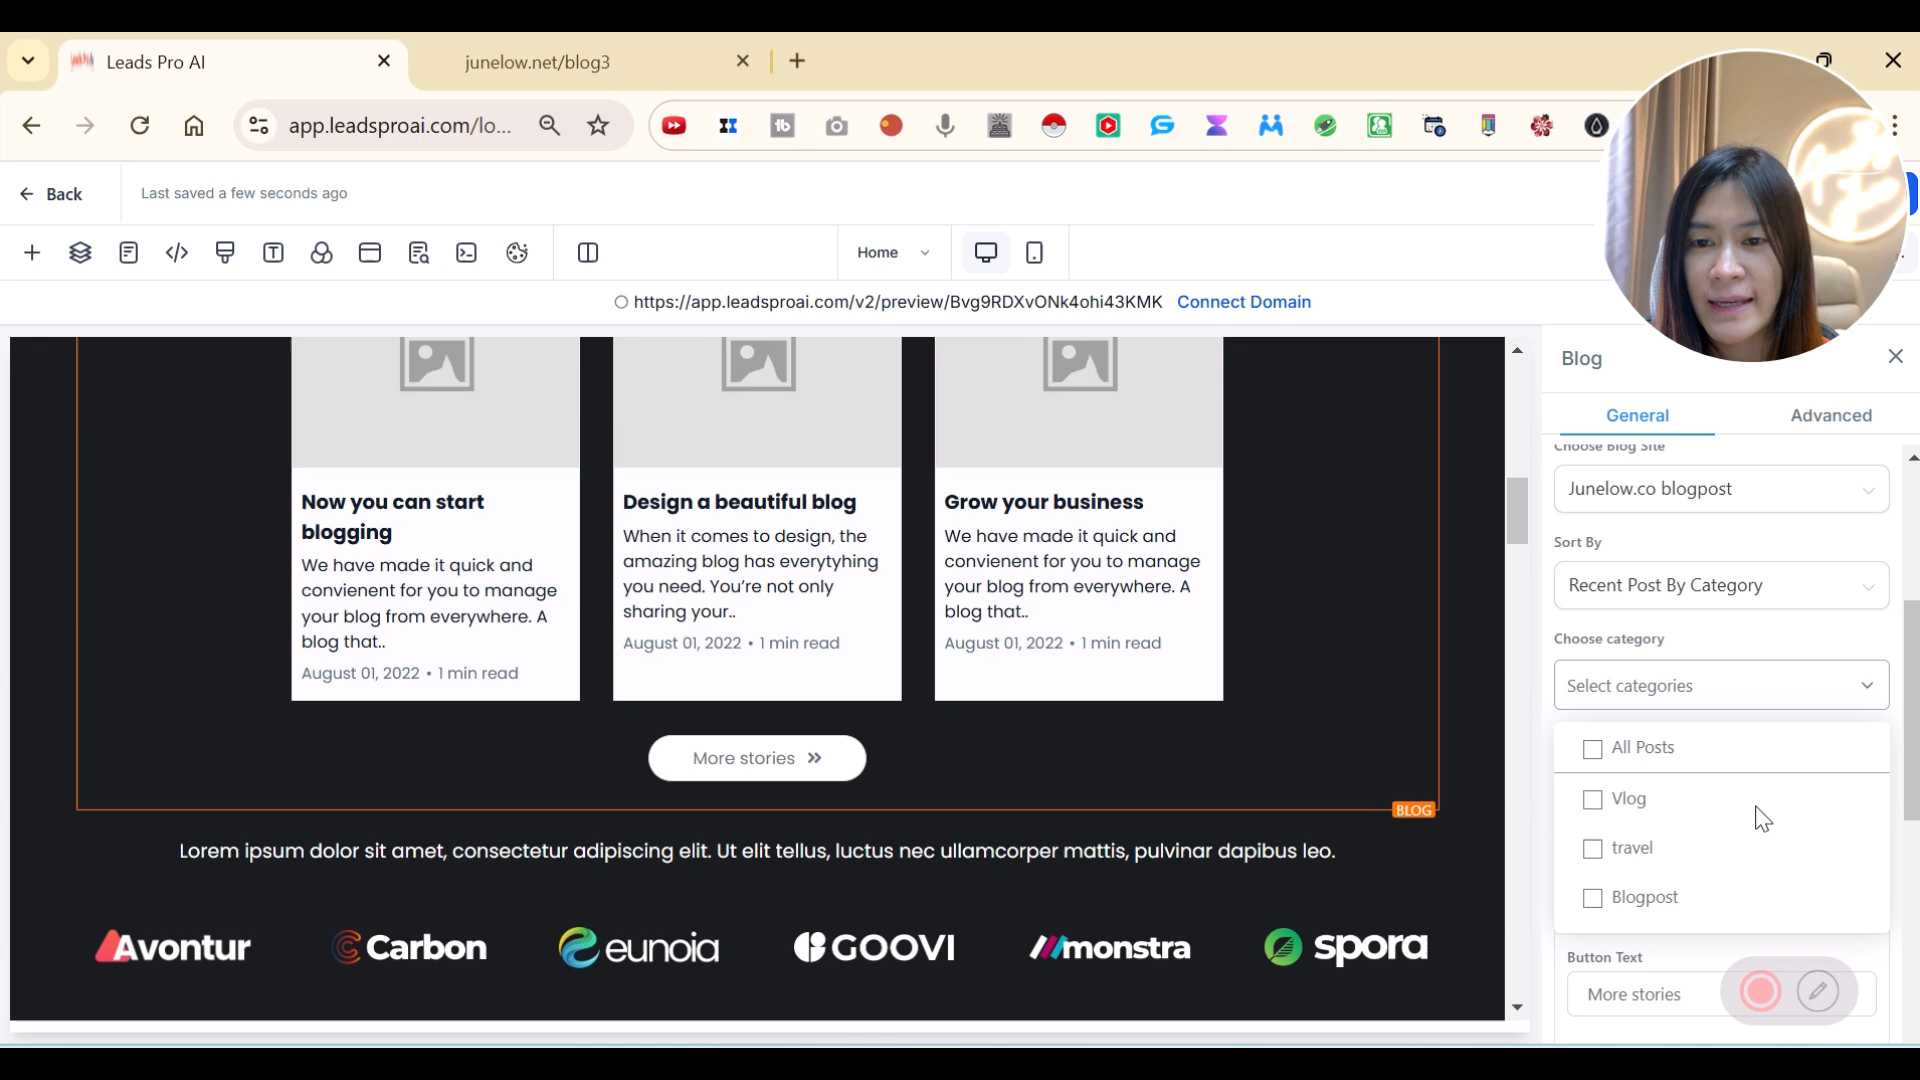 Leads Pro AI
junelow.net/blog3
app.leadsproai.com/lo...
Back
Last saved a few seconds ago
Home
https://app.leadsproai.com/v2/preview/Bvg9RDXvONk4ohi43KMK Connect Domain
Blog
General
Advanced
Choose Blog Site
Junelow.co blogpost
Sort By
Recent Post By Category
Choose category
Select categories
All Posts
Vlog
travel
Blogpost
Button Text
More stories
Now you can start
blogging
We have made it quick and
convienent for you to manage
your blog from everywhere. A
blog that..
August 01, 2022 • 1 min read
Design a beautiful blog
When it comes to design, the
amazing blog has everytyhing
you need. You’re not only
sharing your..
August 01, 2022 • 1 min read
Grow your business
We have made it quick and
convienent for you to manage
your blog from everywhere. A
blog that..
August 01, 2022 • 1 min read
More stories
BLOG
Lorem ipsum dolor sit amet, consectetur adipiscing elit. Ut elit tellus, luctus nec ullamcorper mattis, pulvinar dapibus leo.
Avontur
Carbon
eunoia
GOOVI
monstra
spora